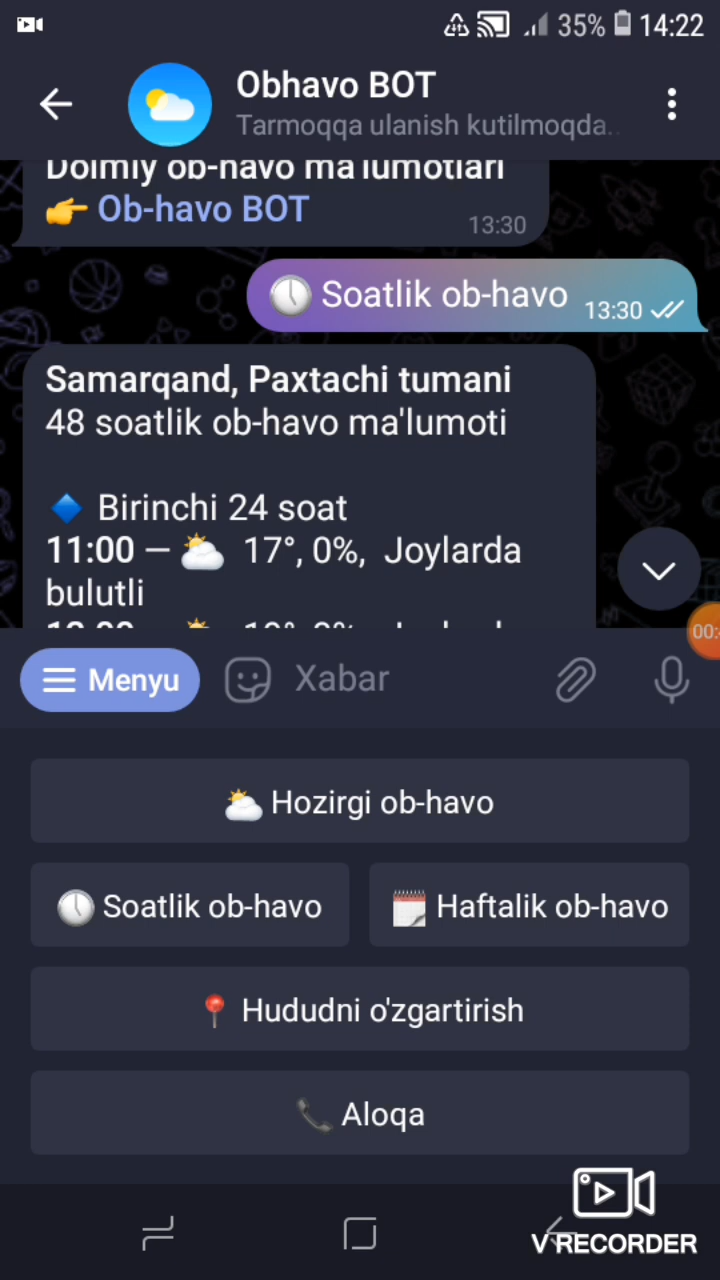 35% 14:22
Obhavo BOT
Tarmoqqa ulanish kutilmoqda..
Doimiy ob-havo ma'lumotlari
👉 Ob-havo BOT
13:30
Soatlik ob-havo 13:30
Samarqand, Paxtachi tumani
48 soatlik ob-havo ma'lumoti
Birinchi 24 soat
11:00 – 17°, 0%, Joylarda
bulutli
00:
Menyu Xabar
Hozirgi ob-havo
Soatlik ob-havo Haftalik ob-havo
Hududni o'zgartirish
Aloqa
V RECORDER